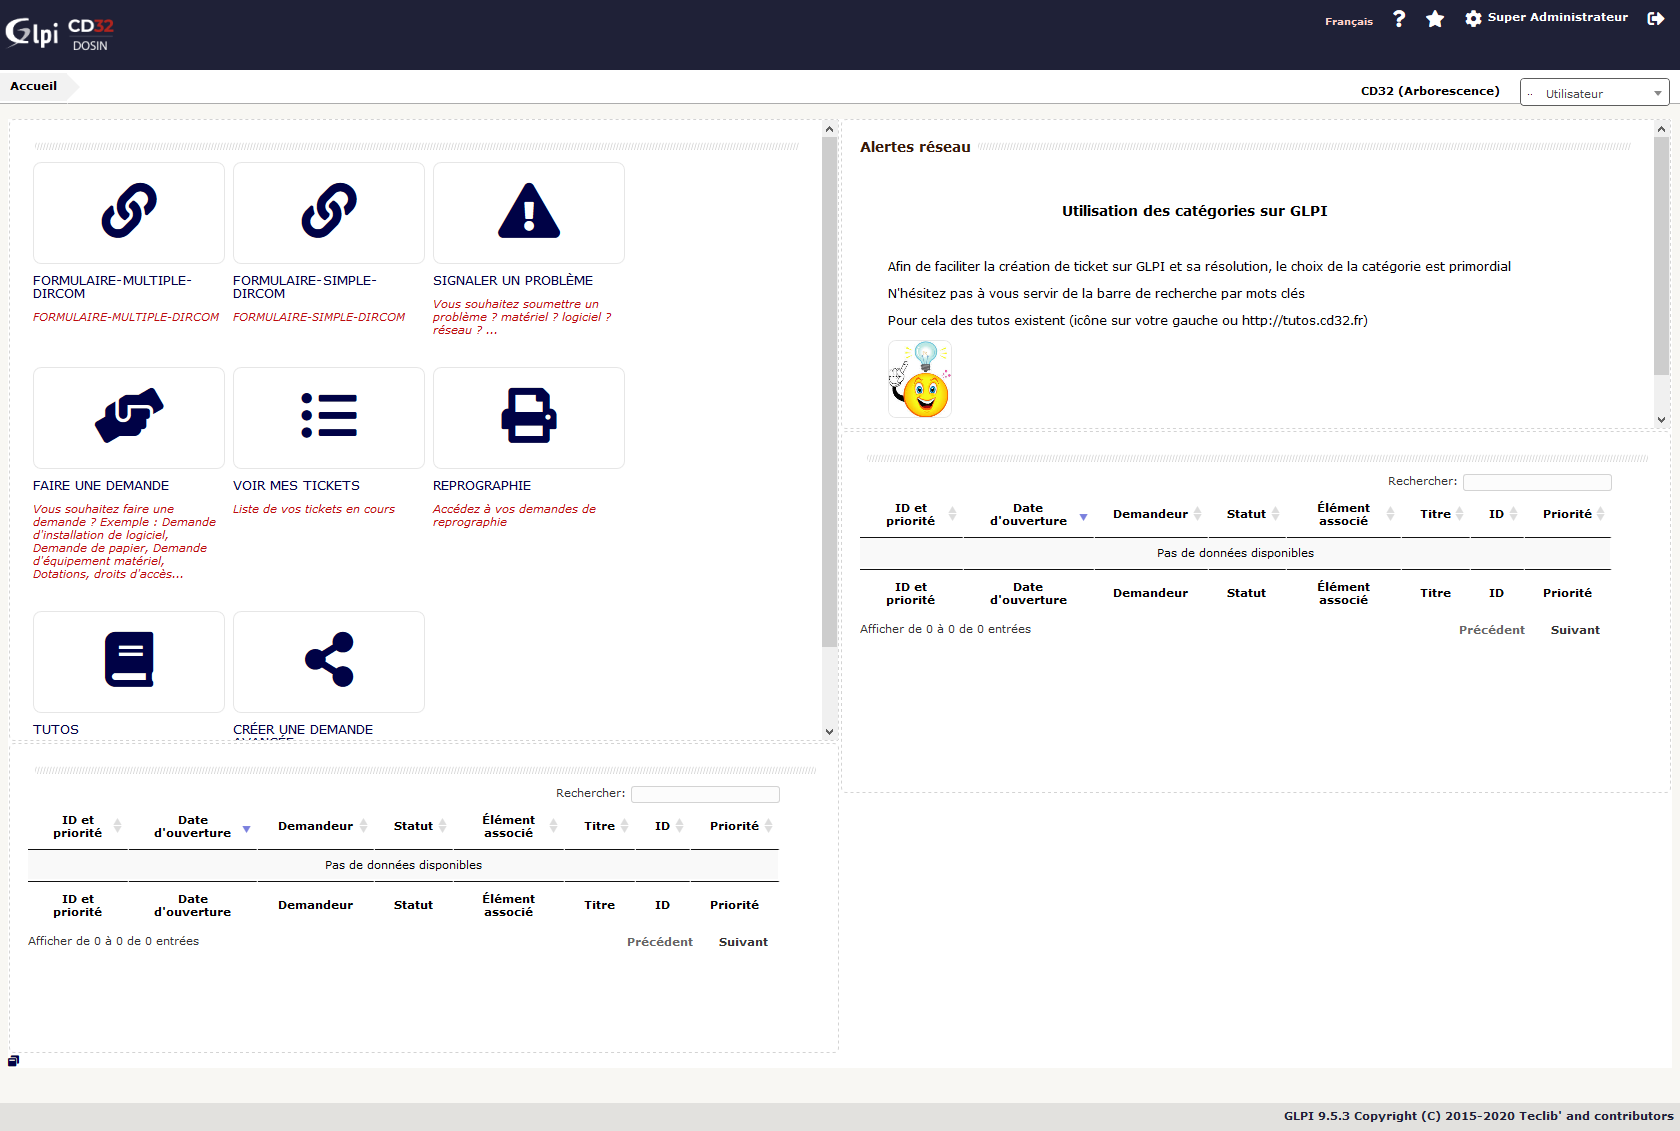 Glpi CD32
DOSIN
Français
Super Administrateur
Accueil
CD32 (Arborescence)
.. Utilisateur
FORMULAIRE-MULTIPLE-
DIRCOM
FORMULAIRE-MULTIPLE-DIRCOM
FORMULAIRE-SIMPLE-
DIRCOM
FORMULAIRE-SIMPLE-DIRCOM
SIGNALER UN PROBLÈME
Vous souhaitez soumettre un
problème ? matériel ? logiciel ?
réseau ? ...
FAIRE UNE DEMANDE
Vous souhaitez faire une
demande ? Exemple : Demande
d'installation de logiciel,
Demande de papier, Demande
d'équipement matériel,
Dotations, droits d'accès...
VOIR MES TICKETS
Liste de vos tickets en cours
REPROGRAPHIE
Accédez à vos demandes de
reprographie
TUTOS
CRÉER UNE DEMANDE
AVANCÉE
Rechercher:
ID et priorité Date d'ouverture Demandeur Statut Élément associé Titre ID Priorité
Pas de données disponibles
ID et priorité Date d'ouverture Demandeur Statut Élément associé Titre ID Priorité
Afficher de 0 à 0 de 0 entrées
Précédent Suivant
Alertes réseau
Utilisation des catégories sur GLPI
Afin de faciliter la création de ticket sur GLPI et sa résolution, le choix de la catégorie est primordial
N'hésitez pas à vous servir de la barre de recherche par mots clés
Pour cela des tutos existent (icône sur votre gauche ou http://tutos.cd32.fr)
Rechercher:
ID et priorité Date d'ouverture Demandeur Statut Élément associé Titre ID Priorité
Pas de données disponibles
ID et priorité Date d'ouverture Demandeur Statut Élément associé Titre ID Priorité
Afficher de 0 à 0 de 0 entrées
Précédent Suivant
GLPI 9.5.3 Copyright (C) 2015-2020 Teclib' and contributors